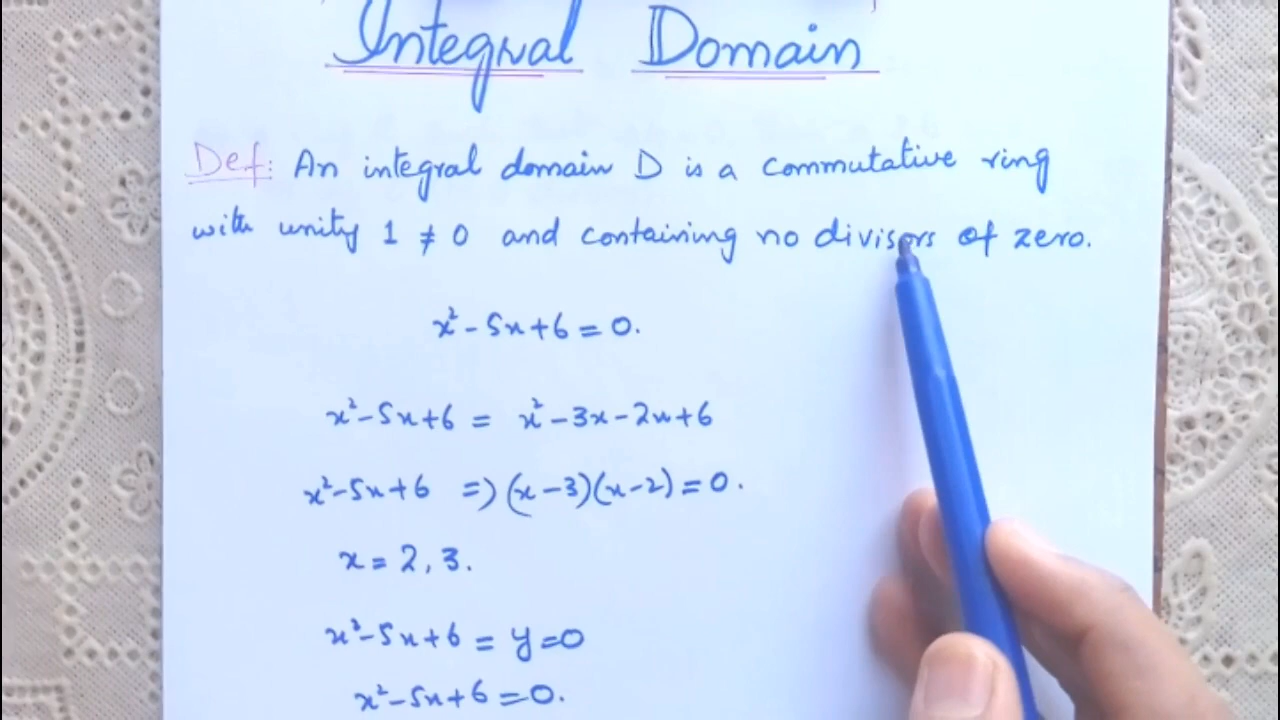 Integral Domain
Def: An integral domain D is a commutative ring
with unity 1 ≠ 0 and containing no divisors of zero.
x² - 5x + 6 = 0.
x² - 5x + 6 = x² - 3x - 2x + 6
x² - 5x + 6 => (x - 3)(x - 2) = 0.
x = 2, 3.
x² - 5x + 6 = y = 0
x² - 5x + 6 = 0.